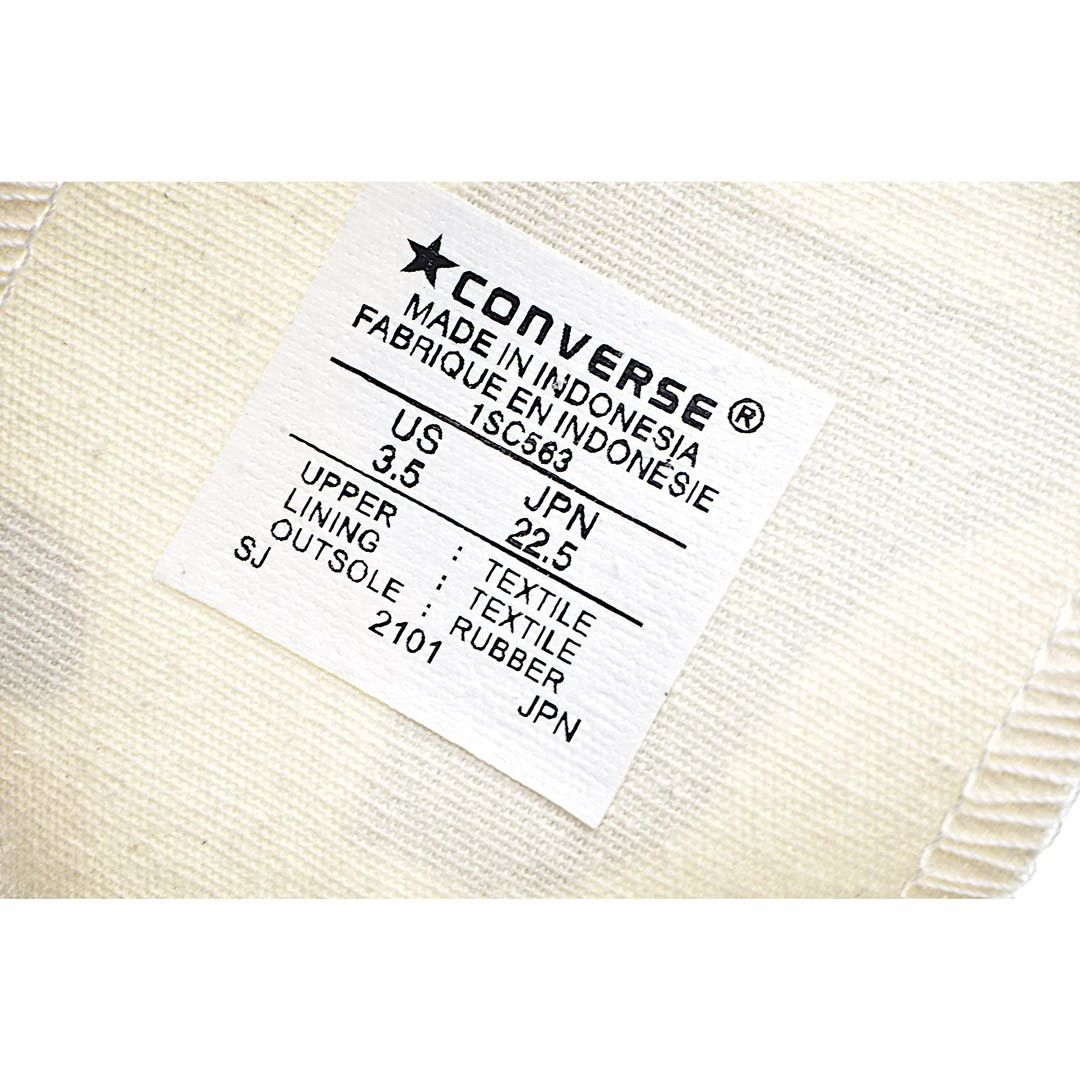 ★CONVERSE®
MADE IN INDONESIA
FABRIQUE EN INDONÉSIE
1SC563
US JPN
3.5 22.5
UPPER : TEXTILE
LINING : TEXTILE
OUTSOLE : RUBBER
SJ 2101 JPN